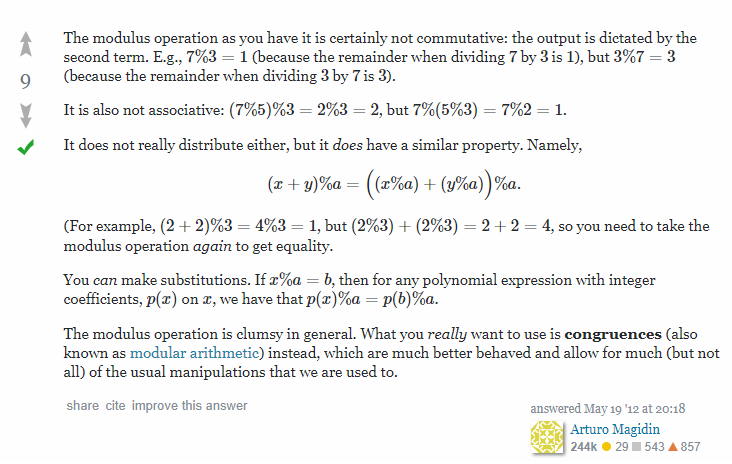 The modulus operation as you have it is certainly not commutative: the output is dictated by the
second term. E.g., 7%3 = 1 (because the remainder when dividing 7 by 3 is 1), but 3%7 = 3
(because the remainder when dividing 3 by 7 is 3).
9
It is also not associative: (7%5)%3 = 2%3 = 2, but 7%(5%3) = 7%2 = 1.
It does not really distribute either, but it does have a similar property. Namely,
(x + y)%a = ((x%a) + (y%a))%a.
(For example, (2 + 2)%3 = 4%3 = 1, but (2%3) + (2%3) = 2 + 2 = 4, so you need to take the
modulus operation again to get equality.
You can make substitutions. If x%a = b, then for any polynomial expression with integer
coefficients, p(x) on x, we have that p(x)%a = p(b)%a.
The modulus operation is clumsy in general. What you really want to use is congruences (also
known as modular arithmetic) instead, which are much better behaved and allow for much (but not
all) of the usual manipulations that we are used to.
share cite improve this answer
answered May 19 '12 at 20:18
Arturo Magidin
244k 29 543 857